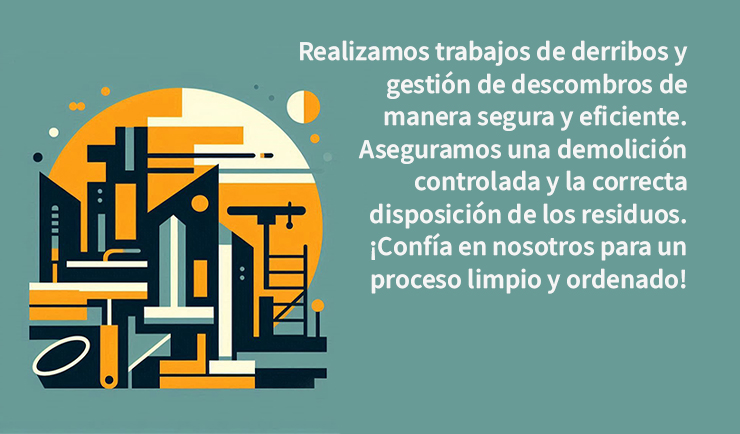 Realizamos trabajos de derribos y
gestión de descombros de
manera segura y eficiente.
Aseguramos una demolición
controlada y la correcta
disposición de los residuos.
¡Confía en nosotros para un
proceso limpio y ordenado!